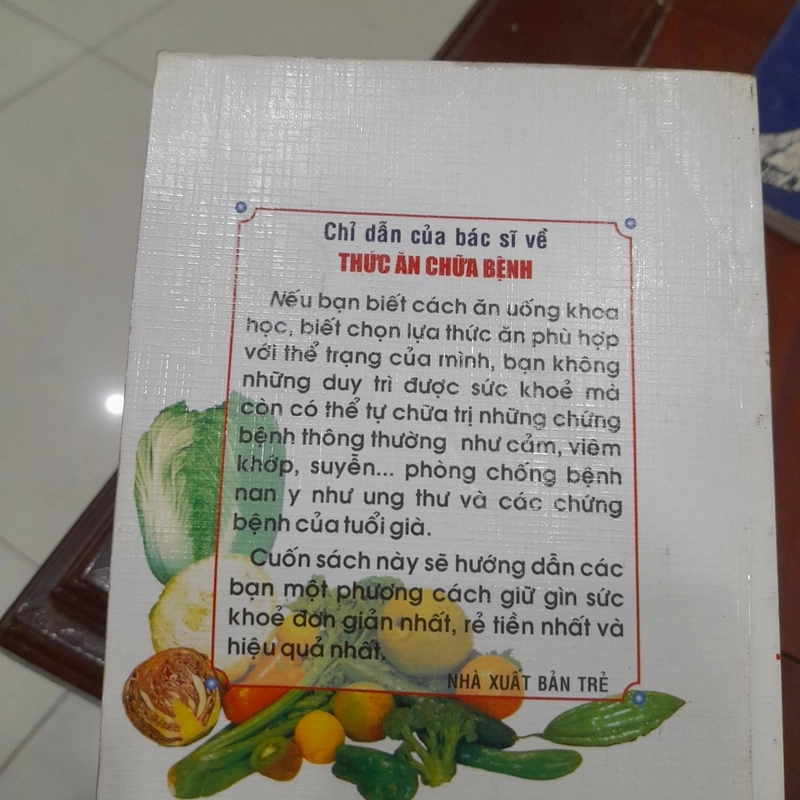 Chỉ dẫn của bác sĩ về
THỨC ĂN CHỮA BỆNH
Nếu bạn biết cách ăn uống khoa
học, biết chọn lựa thức ăn phù hợp
với thể trạng của mình, bạn không
những duy trì được sức khoẻ mà
còn có thể tự chữa trị những chứng
bệnh thông thường như cảm, viêm
khớp, suyễn... phòng chống bệnh
nan y như ung thư và các chứng
bệnh của tuổi già.
Cuốn sách này sẽ hướng dẫn các
bạn một phượng cách giữ gìn sức
khoẻ đơn giản nhất, rẻ tiền nhất và
hiệu quả nhất.
NHÀ XUẤT BẢN TRẺ